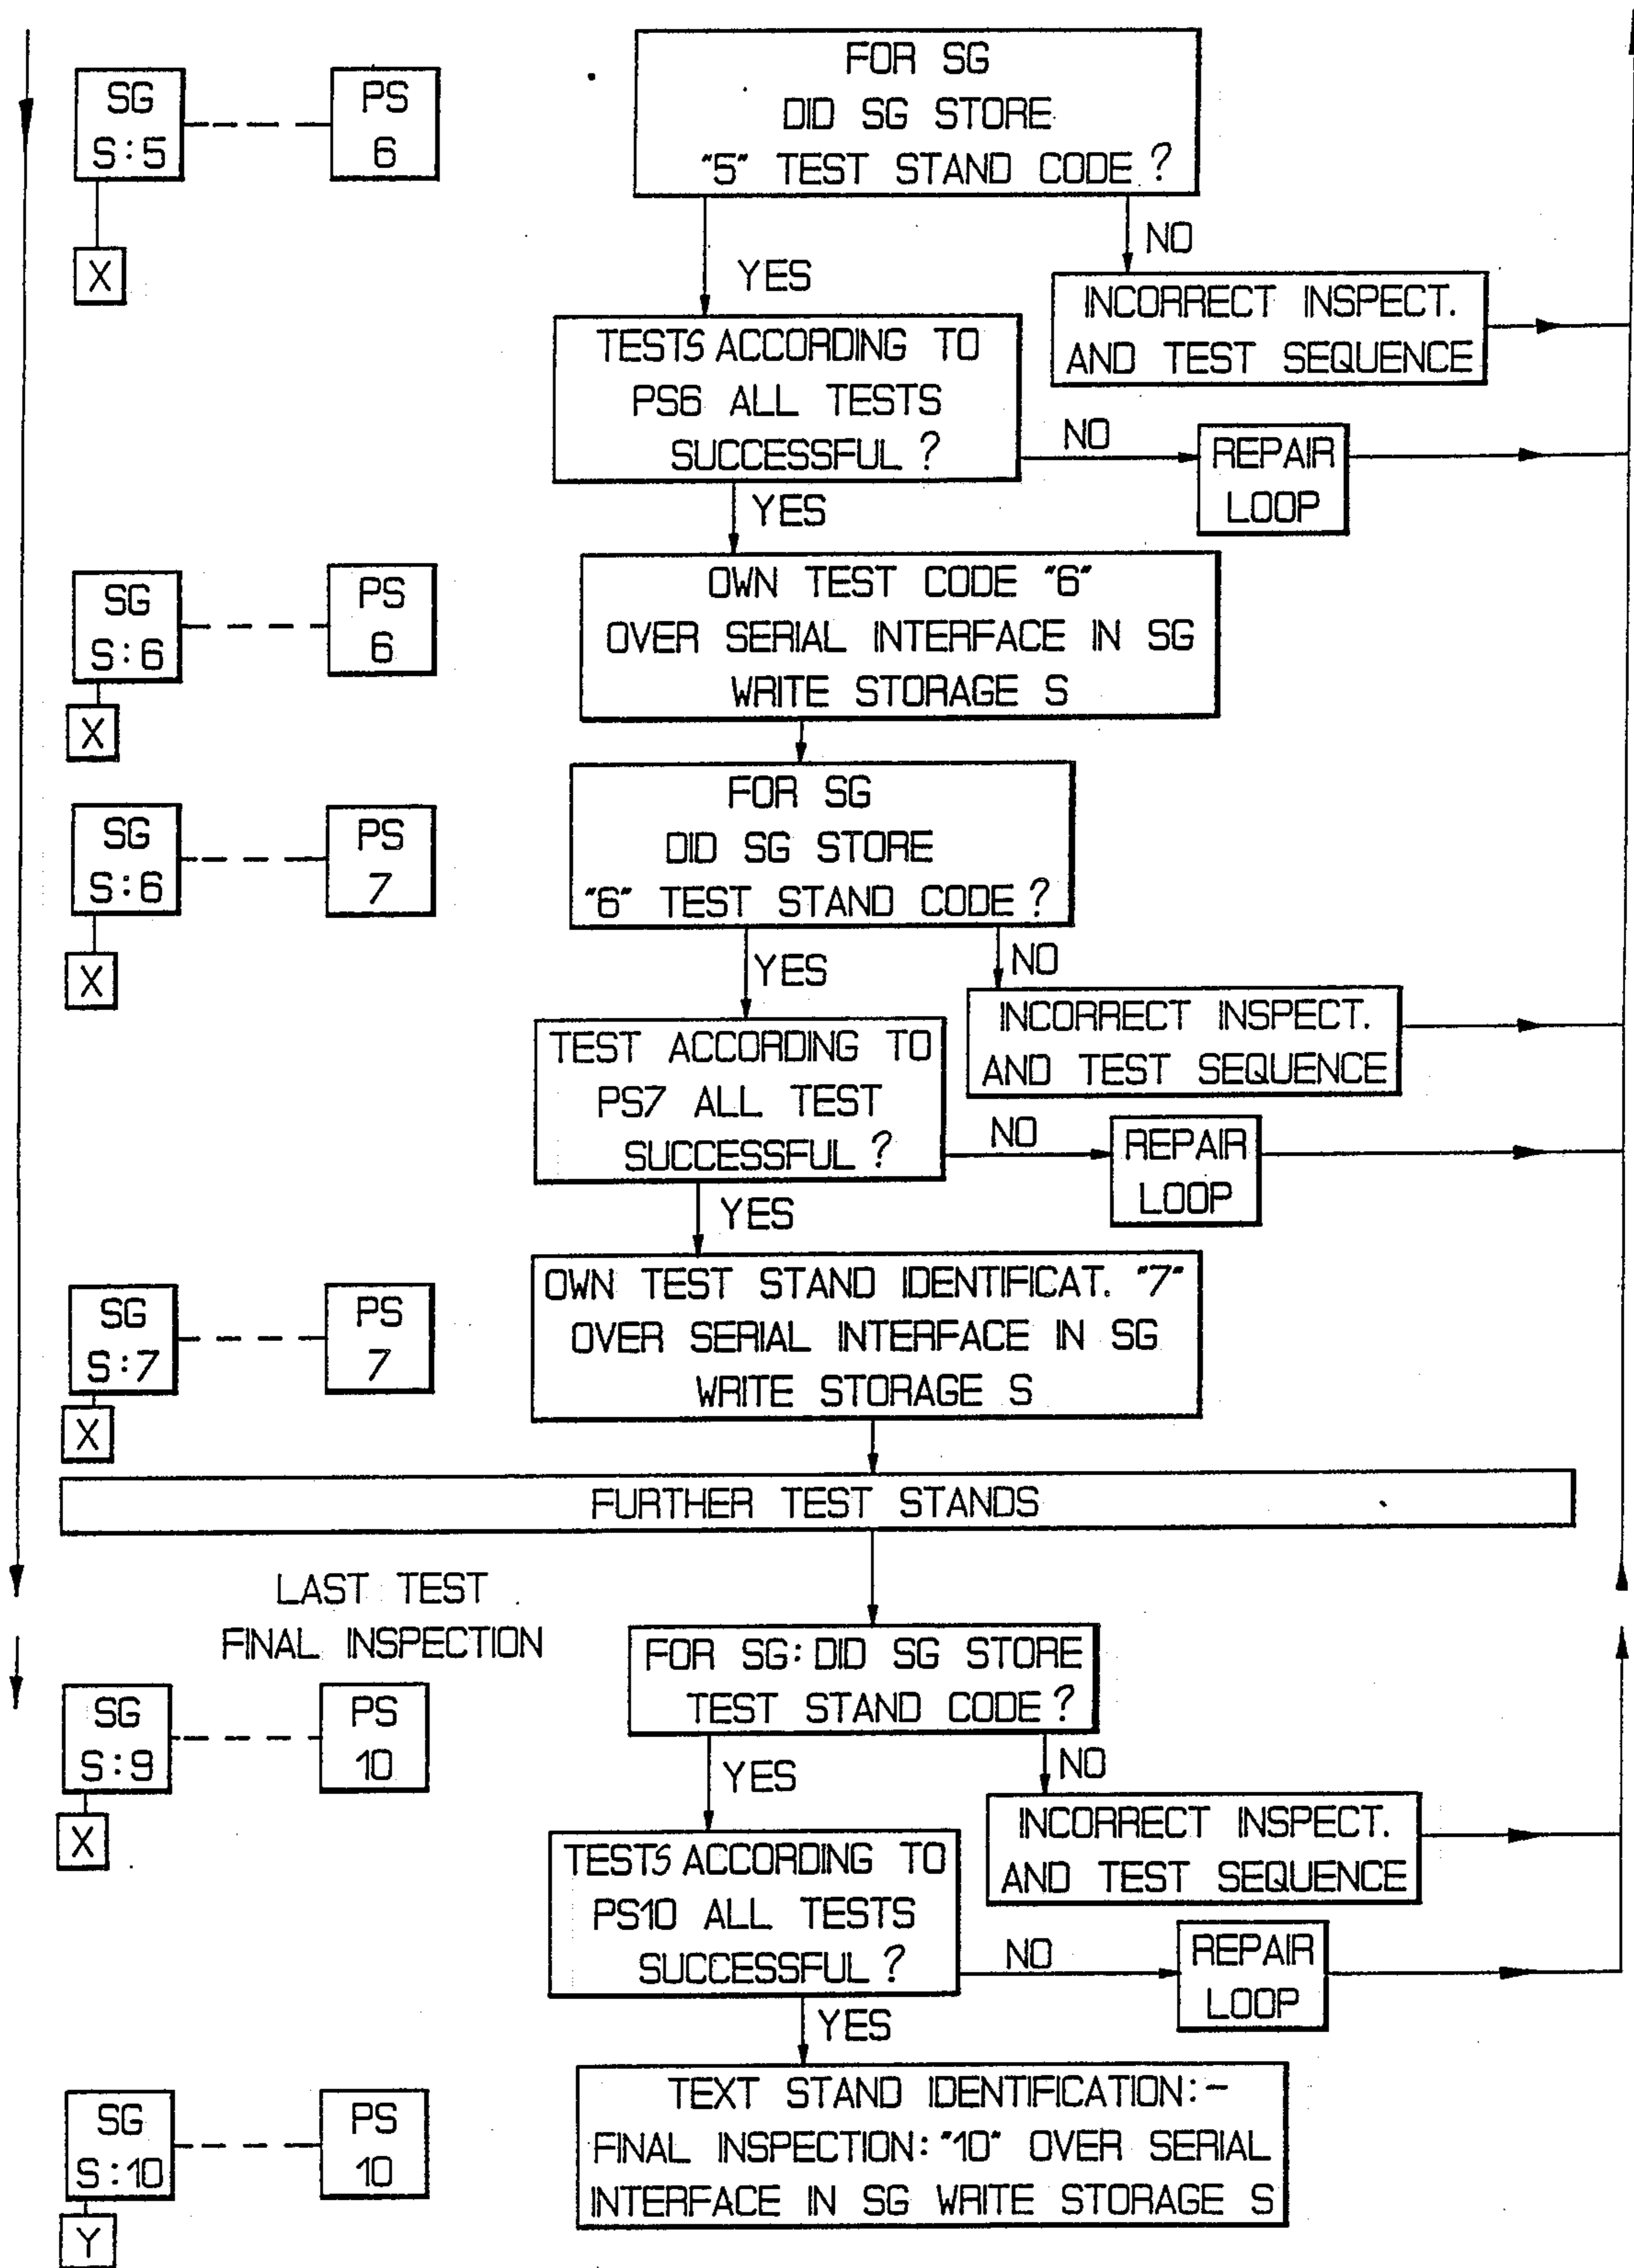 SG
S:5
PS
6
X
FOR SG
DID SG STORE
"5" TEST STAND CODE ?
YES
NO
INCORRECT INSPECT.
AND TEST SEQUENCE
TESTS ACCORDING TO
PS6 ALL TESTS
SUCCESSFUL ?
NO
REPAIR
LOOP
YES
SG
S:6
PS
6
X
OWN TEST CODE "6"
OVER SERIAL INTERFACE IN SG
WRITE STORAGE S
SG
S:6
PS
7
X
FOR SG
DID SG STORE
"6" TEST STAND CODE ?
YES
NO
INCORRECT INSPECT.
AND TEST SEQUENCE
TEST ACCORDING TO
PS7 ALL TEST
SUCCESSFUL ?
NO
REPAIR
LOOP
YES
SG
S:7
PS
7
X
OWN TEST STAND IDENTIFICAT. "7"
OVER SERIAL INTERFACE IN SG
WRITE STORAGE S
FURTHER TEST STANDS
LAST TEST
FINAL INSPECTION
SG
S:9
PS
10
X
FOR SG: DID SG STORE
TEST STAND CODE ?
YES
NO
INCORRECT INSPECT.
AND TEST SEQUENCE
TESTS ACCORDING TO
PS10 ALL TESTS
SUCCESSFUL ?
NO
REPAIR
LOOP
YES
SG
S:10
PS
10
Y
TEXT STAND IDENTIFICATION:-
FINAL INSPECTION: "10" OVER SERIAL
INTERFACE IN SG WRITE STORAGE S